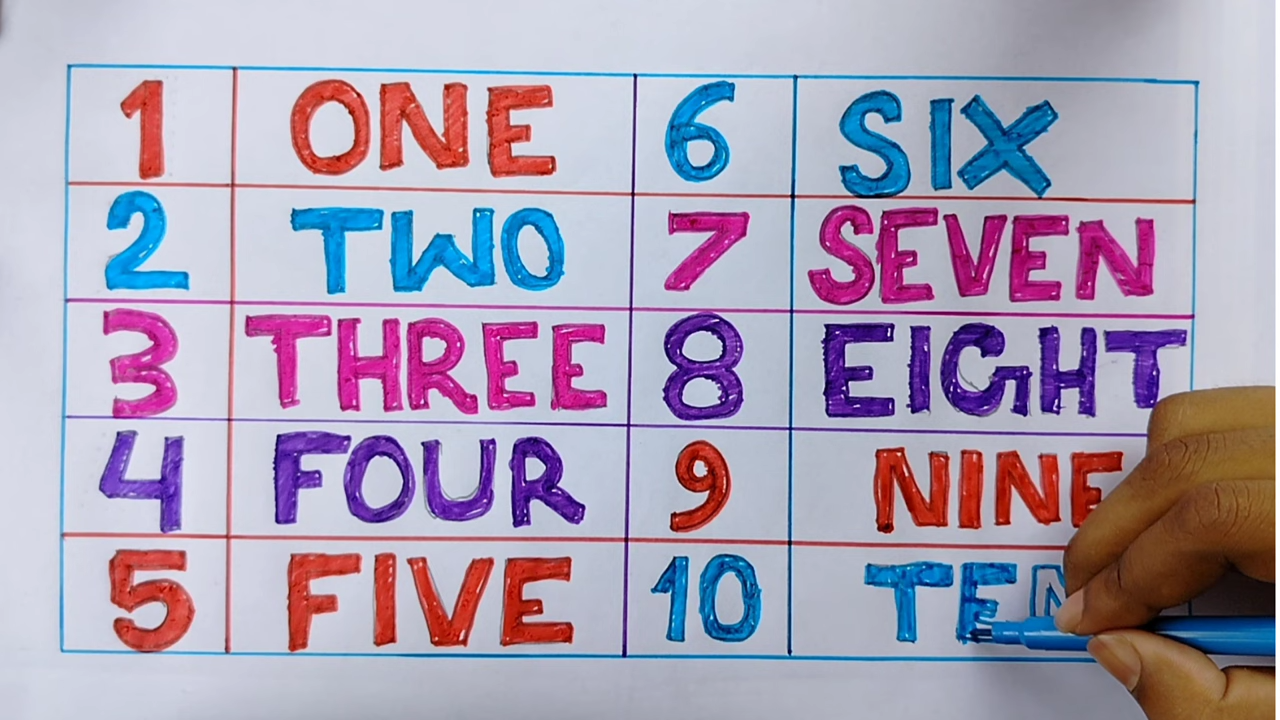 1 ONE 6 SIX
2 TWO 7 SEVEN
3 THREE 8 EIGHT
4 FOUR 9 NINE
5 FIVE 10 TEN